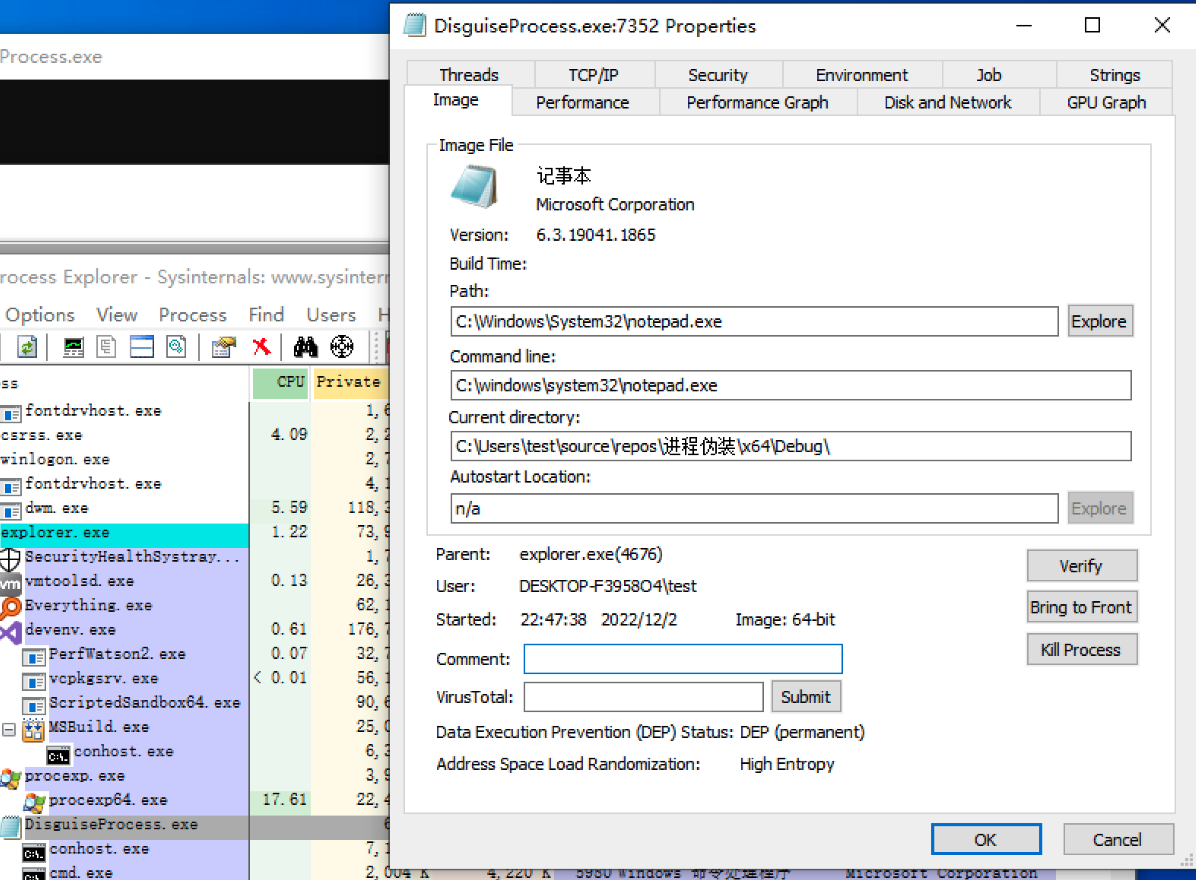 Process.exe
DisguiseProcess.exe:7352 Properties
Threads TCP/IP Security Environment Job Strings
Image Performance Performance Graph Disk and Network GPU Graph
Image File
记事本
Microsoft Corporation
Version: 6.3.19041.1865
Build Time:
Path:
C:\Windows\System32\notepad.exe Explore
Command line:
C:\windows\system32\notepad.exe
Current directory:
C:\Users\test\source\repos\进程伪装\x64\Debug\
Autostart Location:
n/a Explore
Parent: explorer.exe(4676)
User: DESKTOP-F3958O4\test
Started: 22:47:38 2022/12/2 Image: 64-bit
Comment:
VirusTotal: Submit
Data Execution Prevention (DEP) Status: DEP (permanent)
Address Space Load Randomization: High Entropy
Verify
Bring to Front
Kill Process
OK Cancel
rocess Explorer - Sysinternals: www.sysintern
Options View Process Find Users H
ss CPU Private
fontdrvhost.exe 1, 6
csrss.exe 4.09 2, 2
winlogon.exe 2, 7
fontdrvhost.exe 4, 1
dwm.exe 5.59 118, 3
explorer.exe 1.22 73, 9
SecurityHealthSystray... 1, 7
vmtoolsd.exe 0.13 26, 3
Everything.exe 62, 1
devenv.exe 0.61 176, 7
PerfWatson2.exe 0.07 32, 7
vcpkgsrv.exe < 0.01 56, 1
ScriptedSandbox64.exe 90, 6
MSBuild.exe 25, 0
conhost.exe 6, 3
procexp.exe 3, 9
procexp64.exe 17.61 22, 4
DisguiseProcess.exe 6
conhost.exe 7, 1
cmd.exe 2,004 K 4,220 K 5980 Windows 命令处理程序 Microsoft Corporation